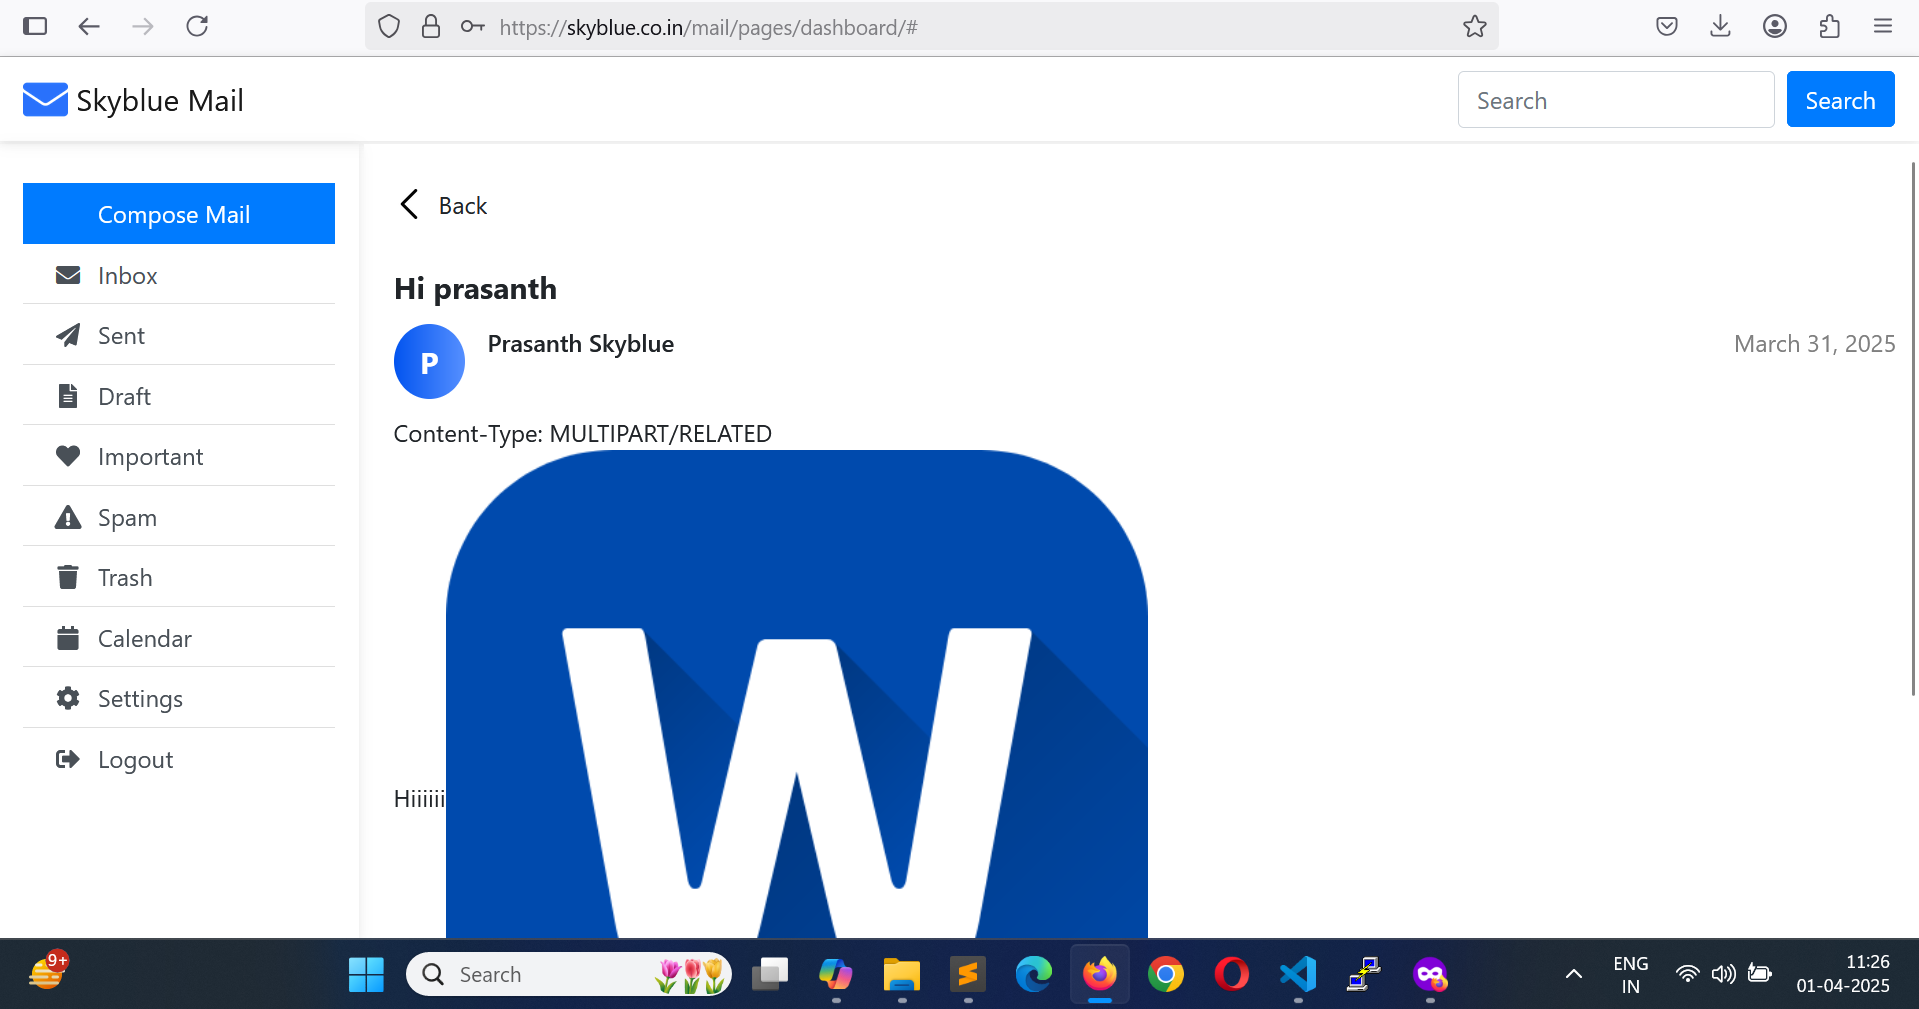 https://skyblue.co.in/mail/pages/dashboard/#
Skyblue Mail
Search
Search
Compose Mail
Inbox
Sent
Draft
Important
Spam
Trash
Calendar
Settings
Logout
Back
Hi prasanth
P
Prasanth Skyblue
March 31, 2025
Content-Type: MULTIPART/RELATED
W
Hiiiiii
9+
Search
ENG
IN
11:26
01-04-2025